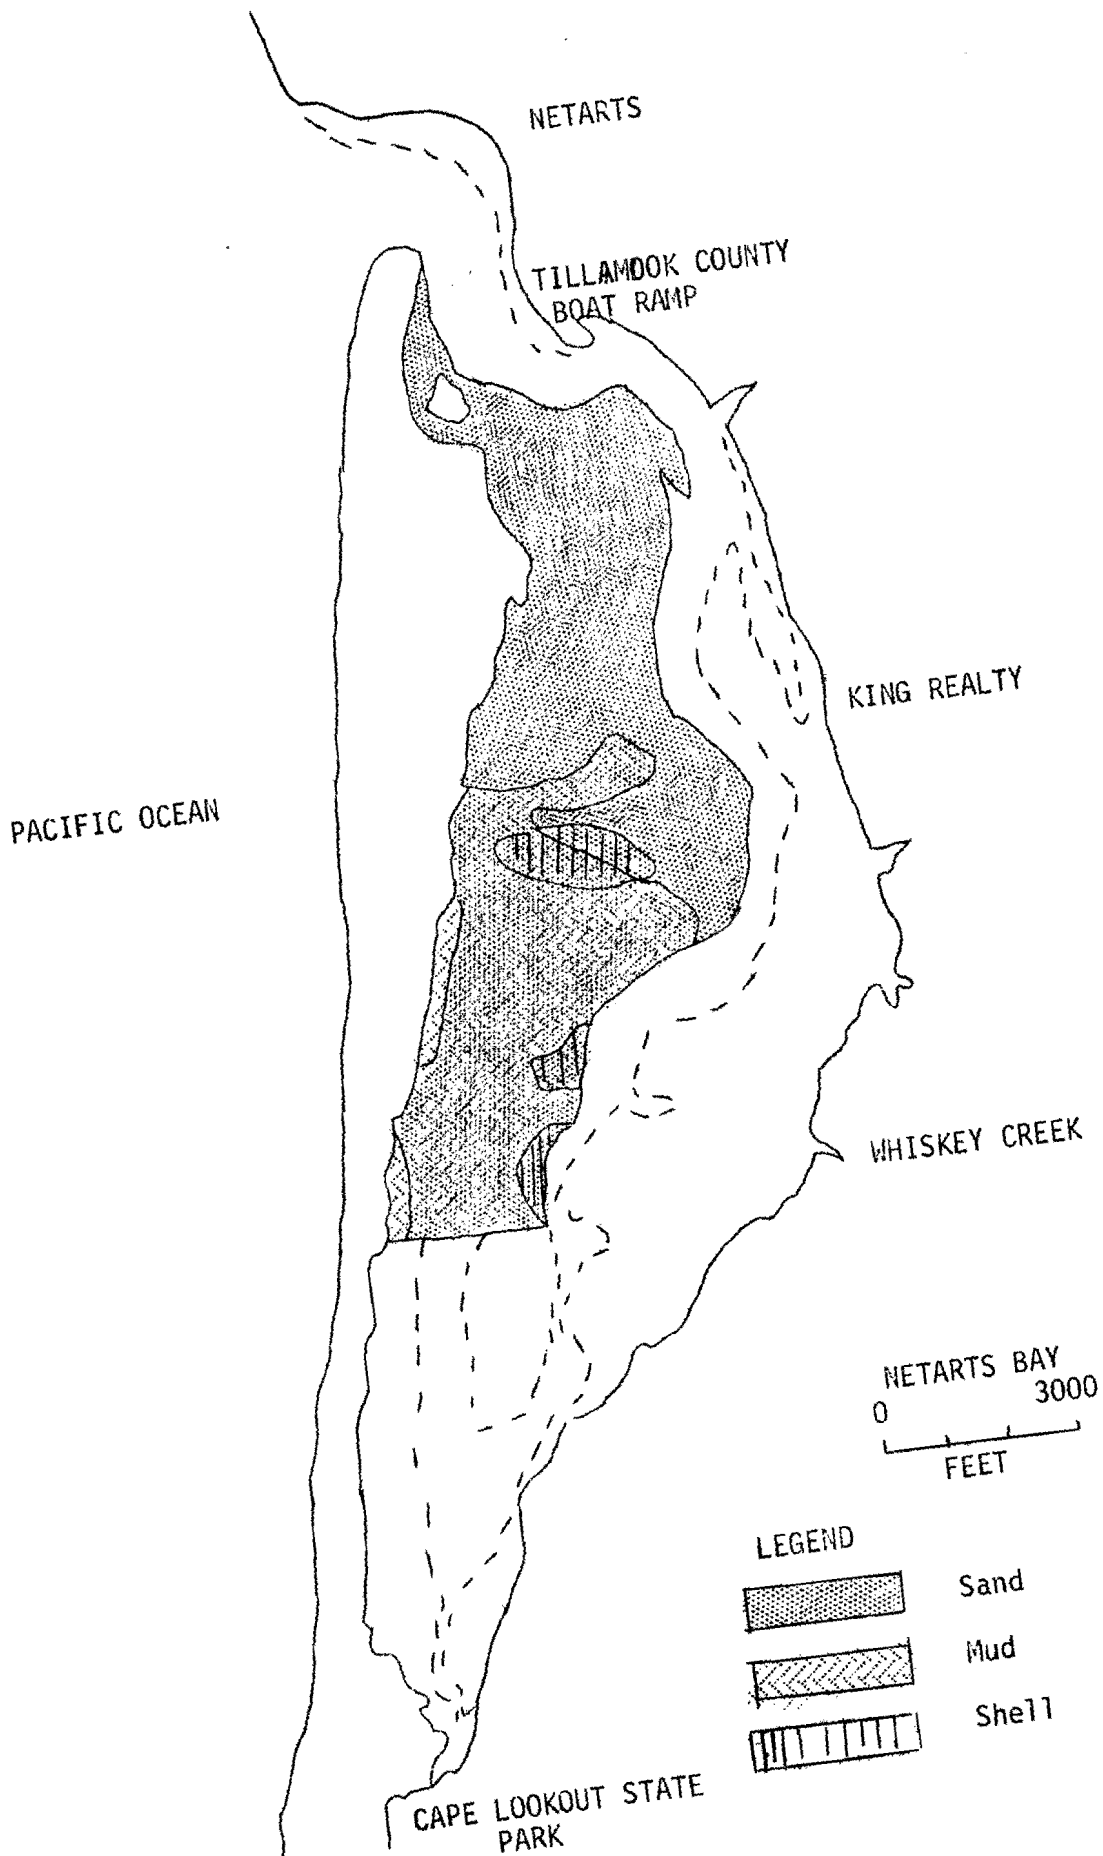 NETARTS
TILLAMOOK COUNTY
BOAT RAMP
KING REALTY
PACIFIC OCEAN
WHISKEY CREEK
NETARTS BAY
0 3000
FEET
LEGEND
Sand
Mud
Shell
CAPE LOOKOUT STATE
PARK